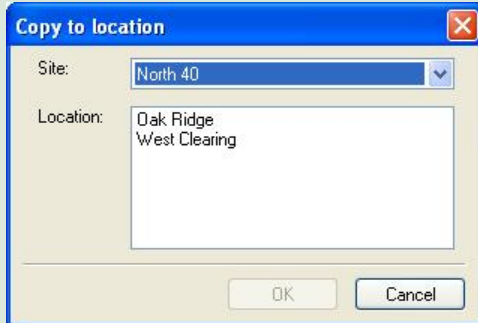 Copy to location
Site: North 40
Location: Oak Ridge
West Clearing
OK Cancel